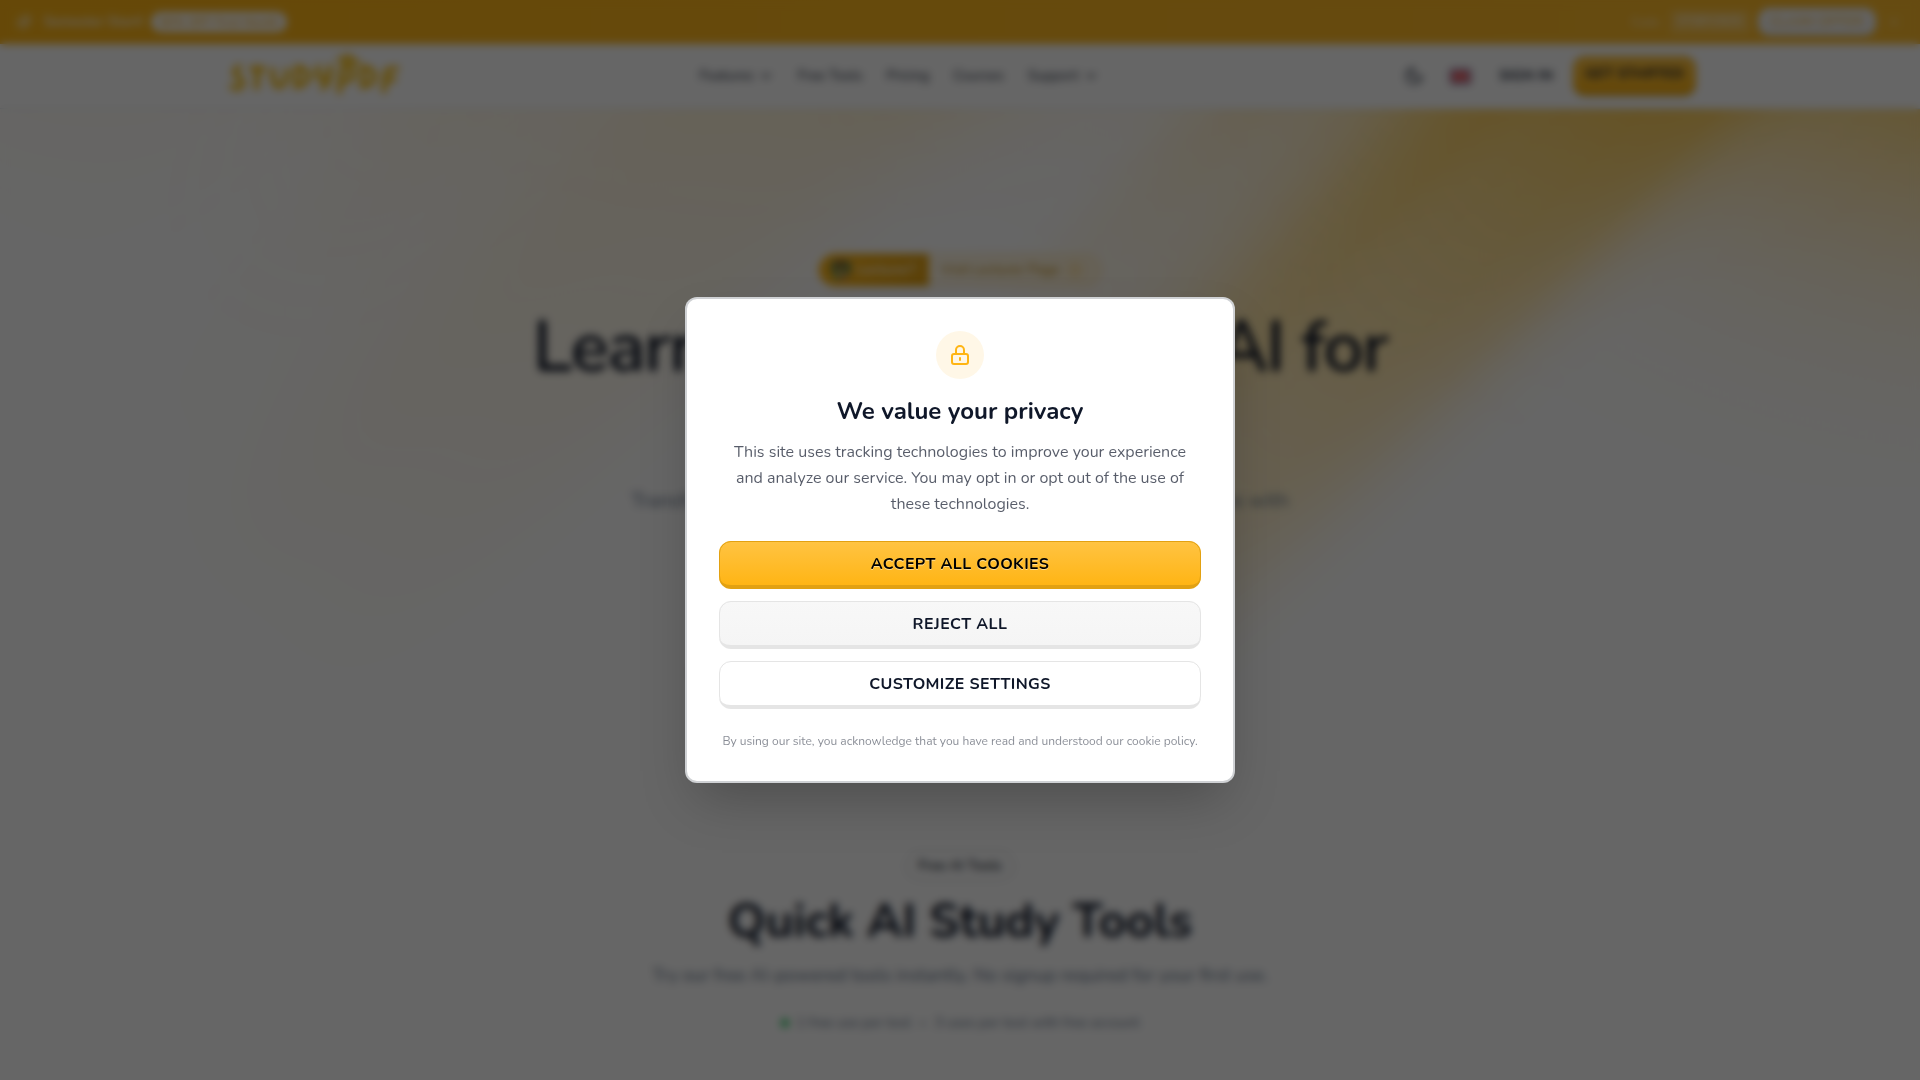 STUDYPDF
Features
Free Tools
Pricing
Courses
Support
SIGN IN
GET STARTED
Learn
AI for
with
We value your privacy
This site uses tracking technologies to improve your experience
and analyze our service. You may opt in or opt out of the use of
these technologies.
ACCEPT ALL COOKIES
REJECT ALL
CUSTOMIZE SETTINGS
By using our site, you acknowledge that you have read and understood our cookie policy.
Free AI Tools
Quick AI Study Tools
Try our free AI-powered tools instantly. No signup required for your first use.